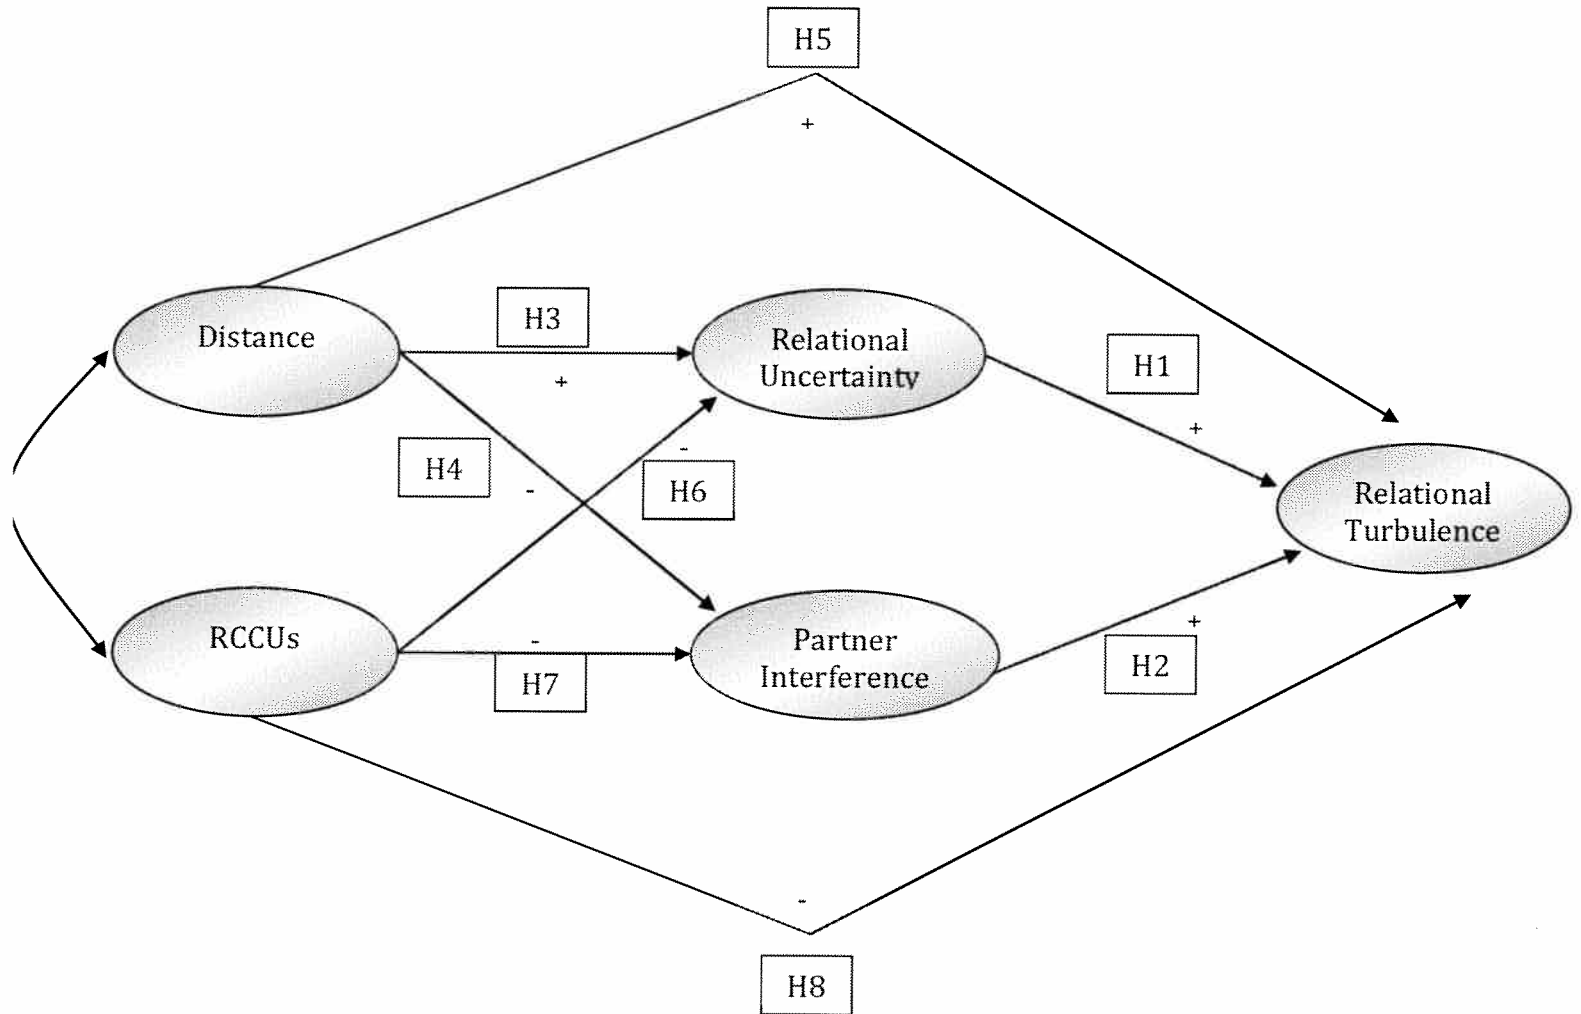 H5
+
Distance
H3
+
Relational
Uncertainty
H1
+
H4
-
-
H6
Relational
Turbulence
RCCUs
-
H7
Partner
Interference
+
H2
-
H8